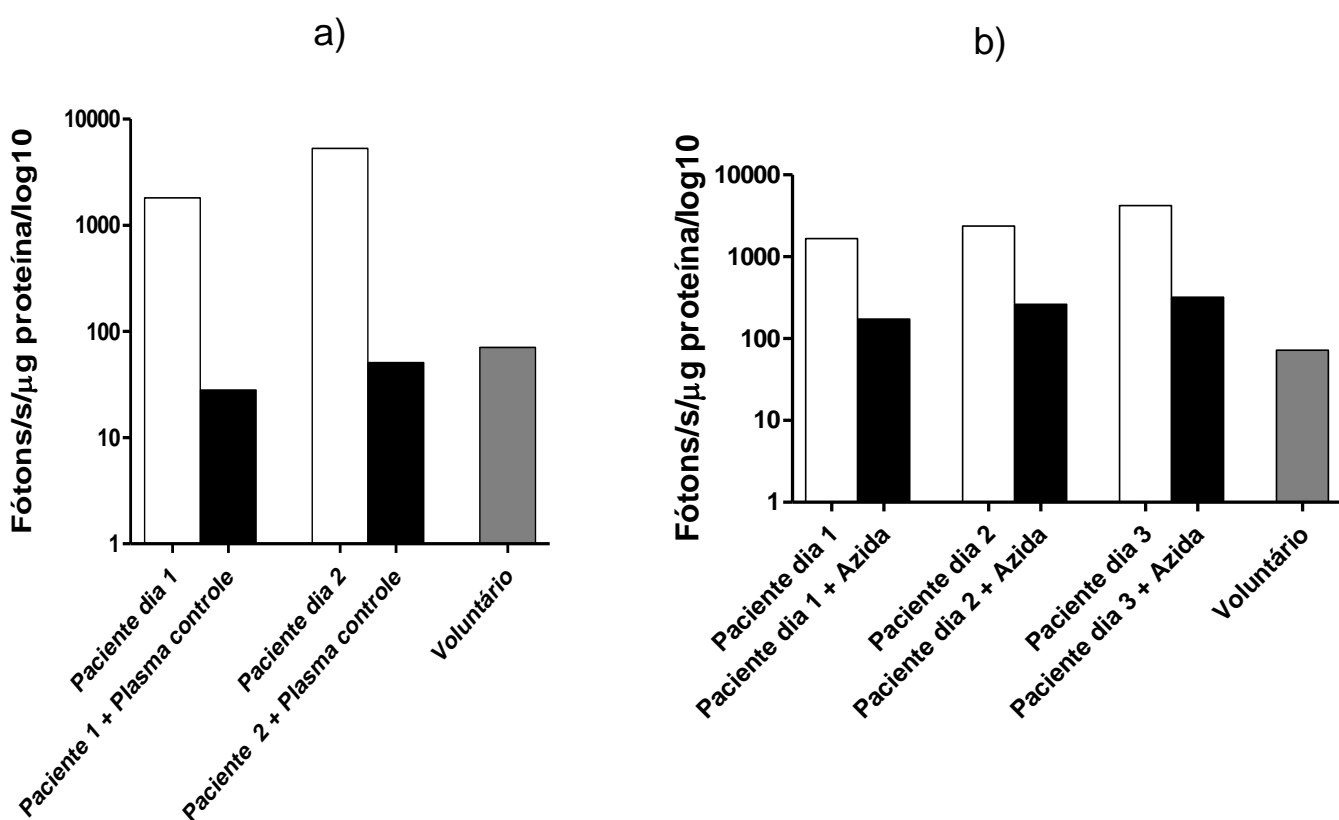 a)
Fótons/s/μg proteína/log10
10000
1000
100
10
1
Paciente dia 1
Paciente 1 + Plasma controle
Paciente dia 2
Paciente  2 + Plasma controle
Voluntário
b)
Fótons/s/μg proteína/log10
10000
1000
100
10
1
Paciente dia 1
Paciente dia 1 + Azida
Paciente dia 2
Paciente dia 2 + Azida
Paciente dia 3
Paciente dia 3 + Azida
Voluntário